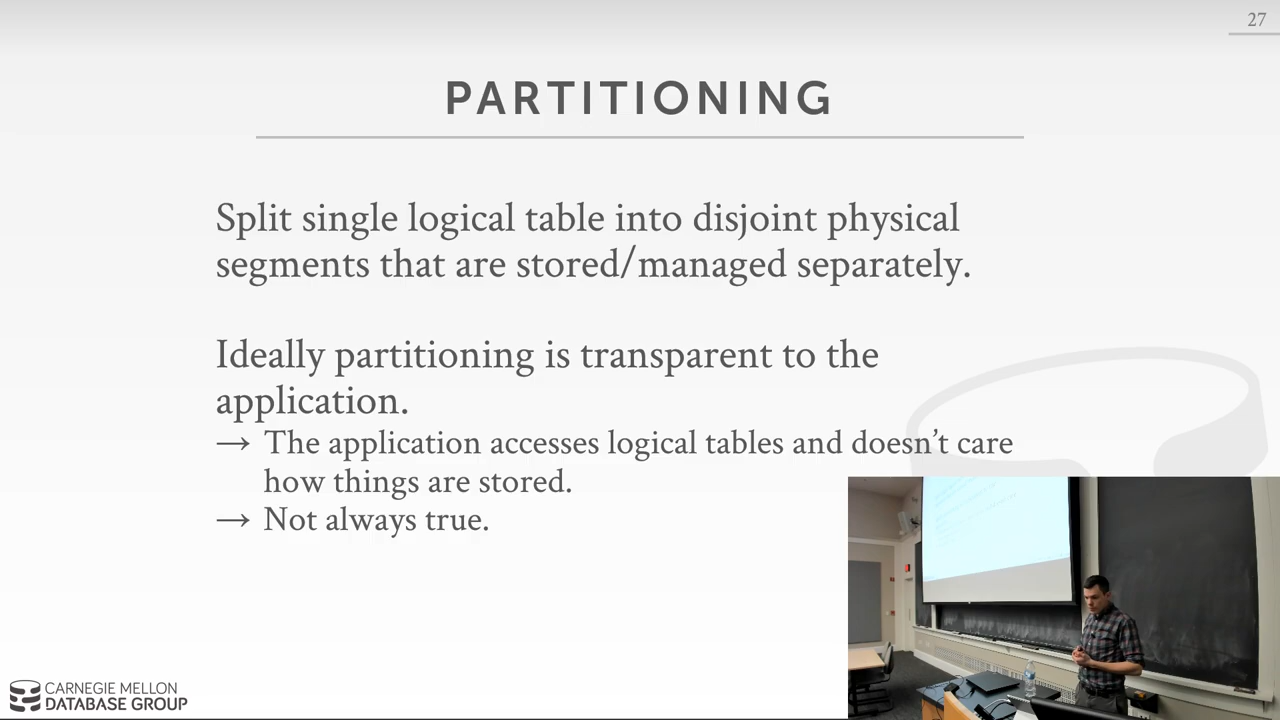 27
PARTITIONING
Split single logical table into disjoint physical
segments that are stored/managed separately.
Ideally partitioning is transparent to the
application.
→ The application accesses logical tables and doesn’t care
how things are stored.
→ Not always true.
CARNEGIE MELLON
DATABASE GROUP